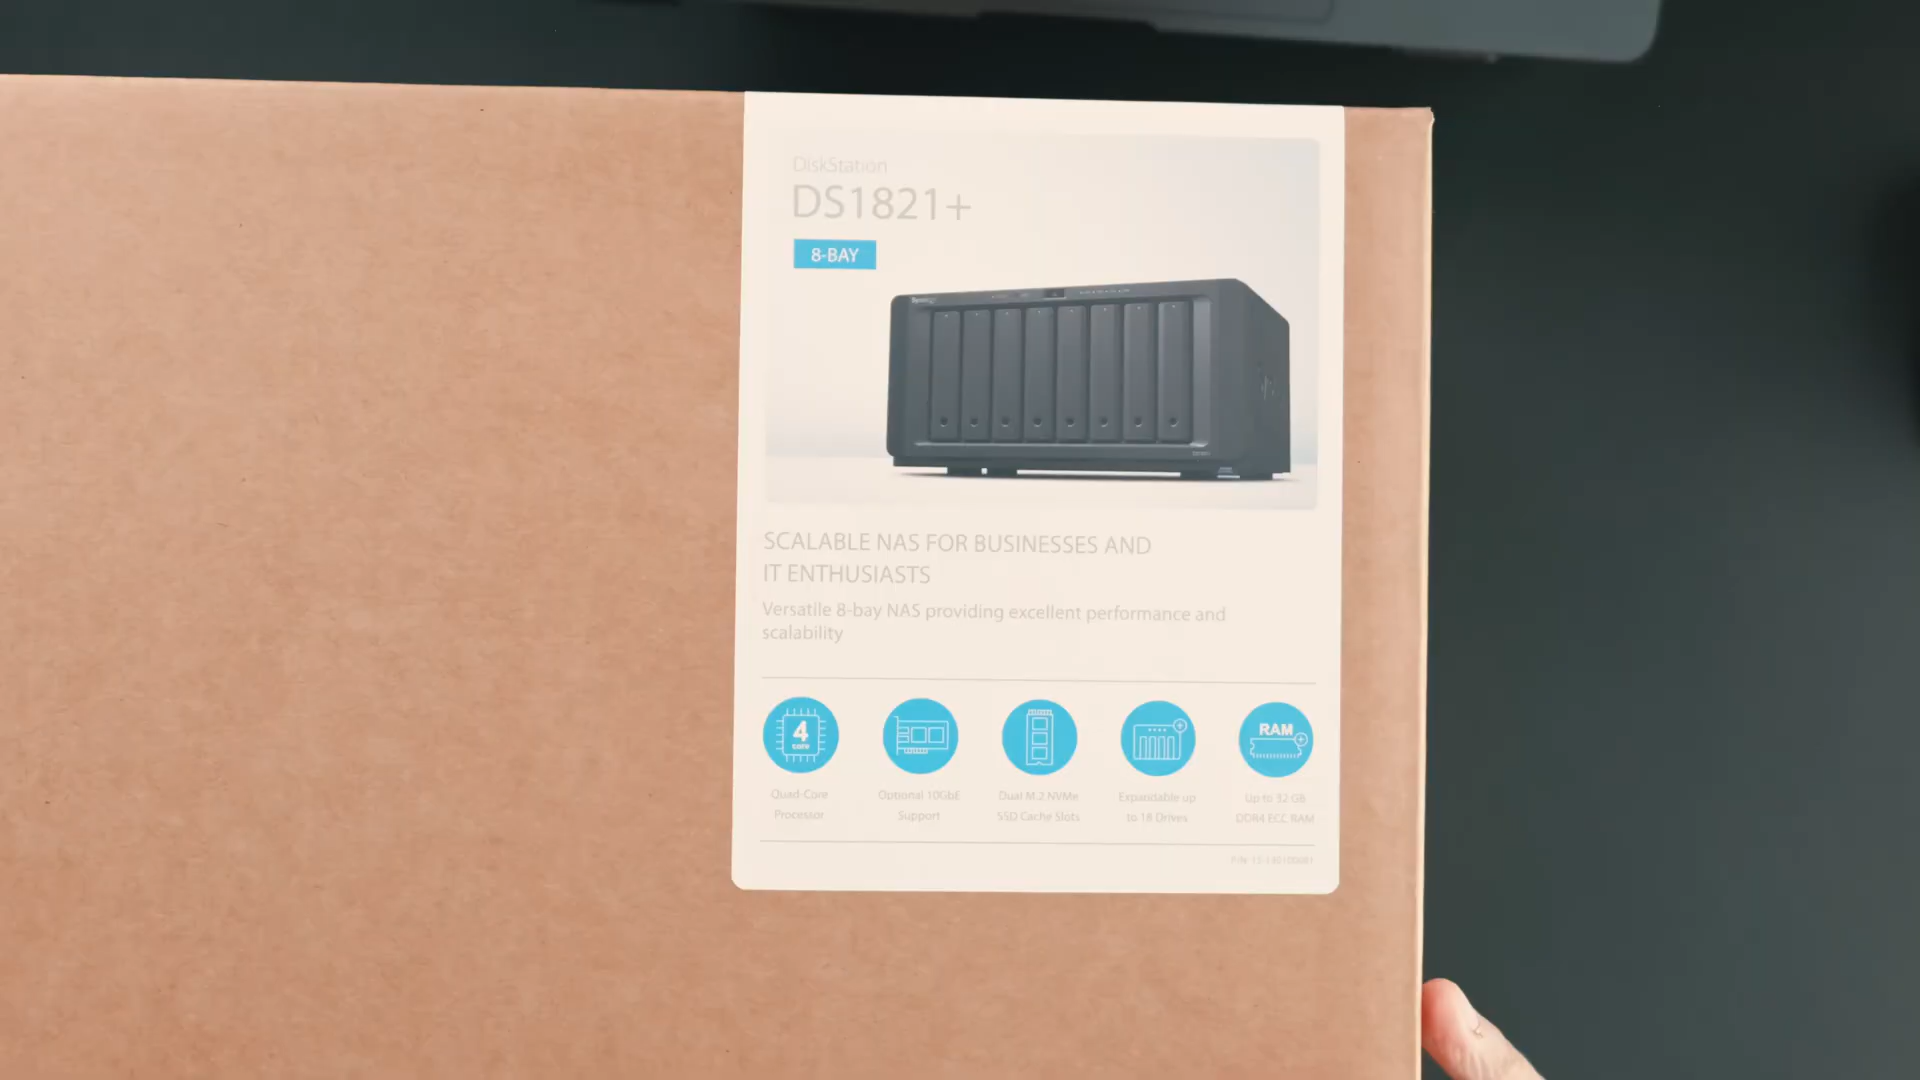 DiskStation
DS1821+
8-BAY
Synology
SCALABLE NAS FOR BUSINESSES AND
IT ENTHUSIASTS
Versatile 8-bay NAS providing excellent performance and
scalability
4
core
RAM
Quad-Core
Processor
Optional 10GbE
Support
Dual M.2 NVMe
SSD Cache Slots
Expandable up
to 18 Drives
Up to 32 GB
DDR4 ECC RAM